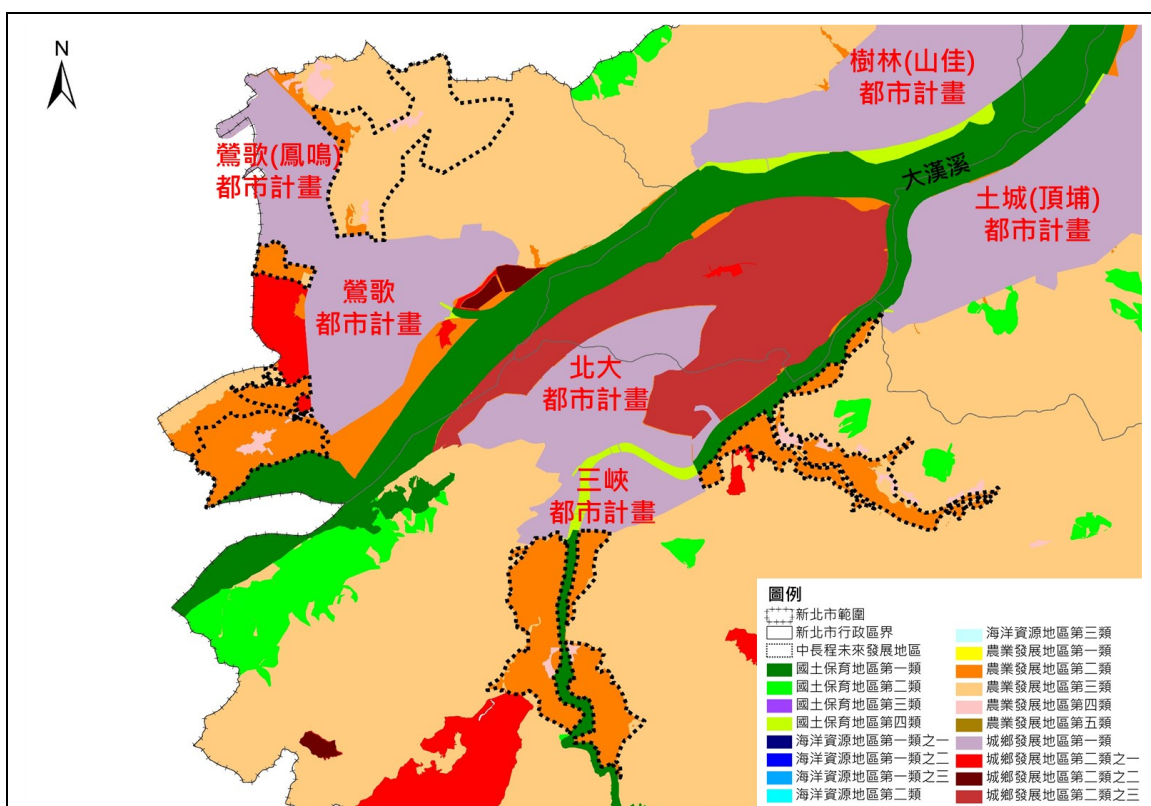 N
樹林(山佳)
都市計畫
鶯歌(鳳鳴)
都市計畫
大漢溪
土城(頂埔)
都市計畫
鶯歌
都市計畫
北大
都市計畫
三峽
都市計畫
圖例
新北市範圍
新北市行政區界
中長程未來發展地區
國土保育地區第一類
國土保育地區第二類
國土保育地區第三類
國土保育地區第四類
海洋資源地區第一類之一
海洋資源地區第一類之二
海洋資源地區第一類之三
海洋資源地區第二類
海洋資源地區第三類
農業發展地區第一類
農業發展地區第二類
農業發展地區第三類
農業發展地區第四類
農業發展地區第五類
城鄉發展地區第一類
城鄉發展地區第二類之一
城鄉發展地區第二類之二
城鄉發展地區第二類之三